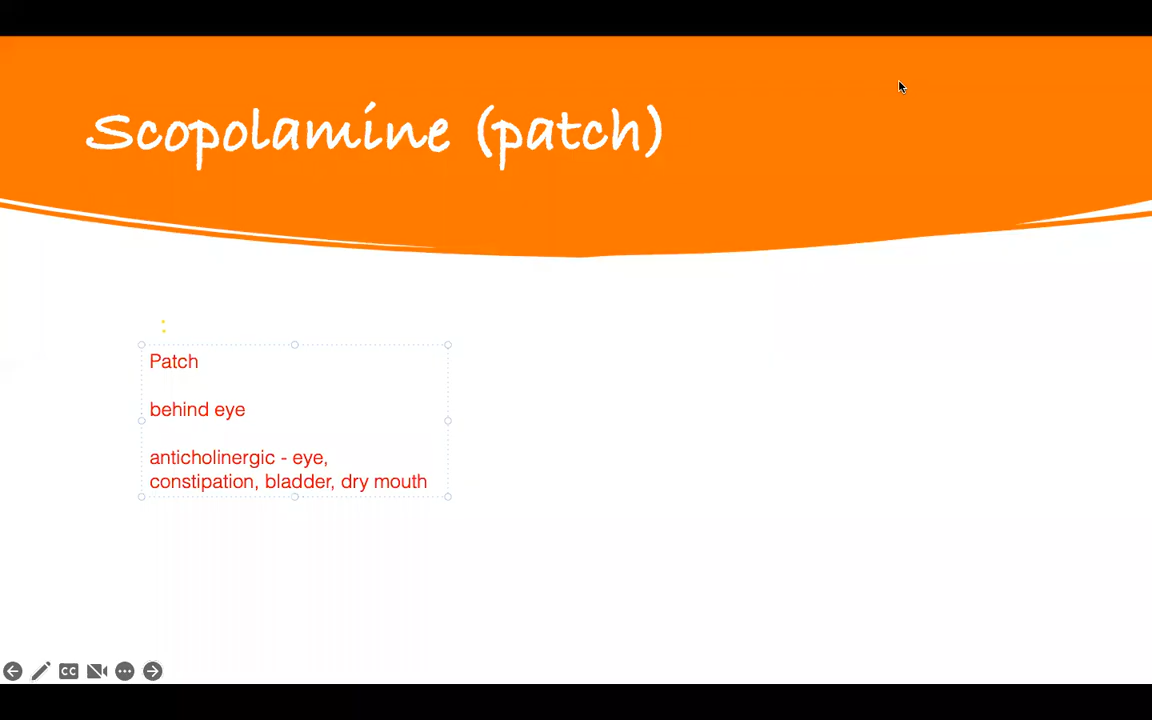 Scopolamine (patch)
:
Patch
behind eye
anticholinergic - eye,
constipation, bladder, dry mouth
CC